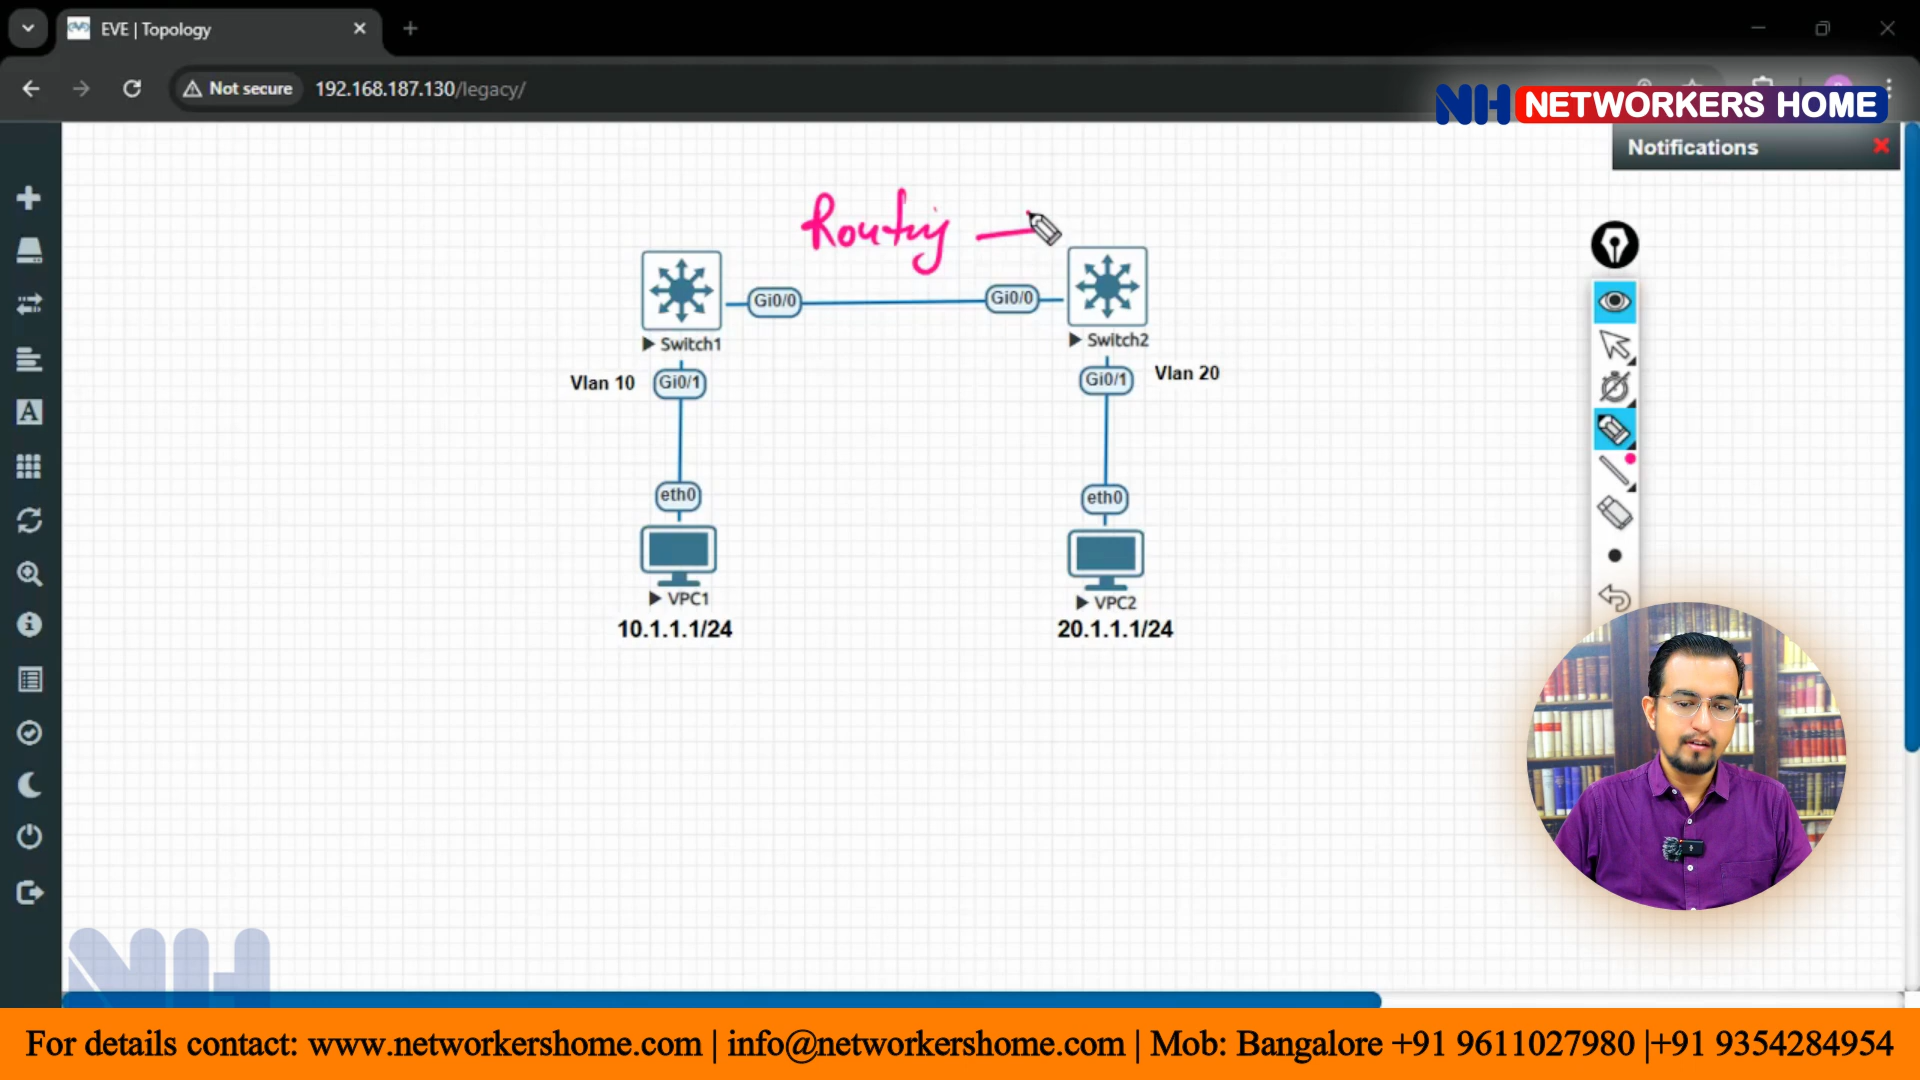 EVE | Topology
Not secure 192.168.187.130/legacy/
NH NETWORKERS HOME
Notifications
Routing
Gi0/0 Gi0/0
Switch1 Switch2
Vlan 10 Gi0/1 Gi0/1 Vlan 20
eth0 eth0
VPC1 VPC2
10.1.1.1/24 20.1.1.1/24
A
NH
For details contact: www.networkershome.com | info@networkershome.com | Mob: Bangalore +91 9611027980 |+91 9354284954